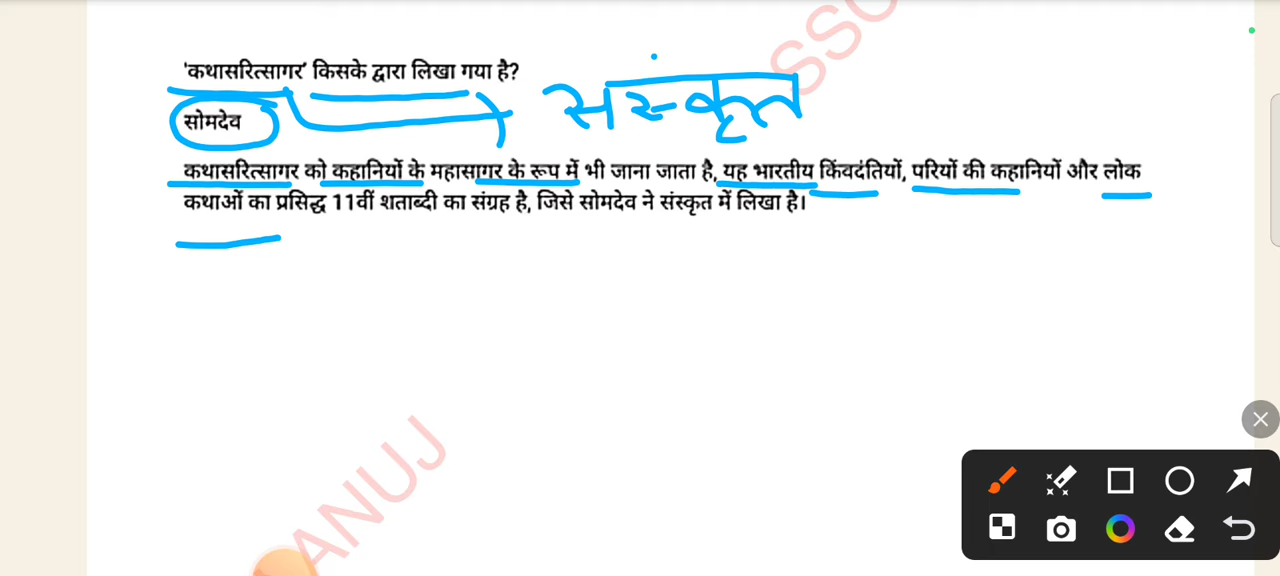 'कथासरित्सागर' किसके द्वारा लिखा गया है?
संस्कृत
सोमदेव
कथासरित्सागर को कहानियों के महासागर के रूप में भी जाना जाता है, यह भारतीय किंवदंतियों, परियों की कहानियों और लोक
कथाओं का प्रसिद्ध 11वीं शताब्दी का संग्रह है, जिसे सोमदेव ने संस्कृत में लिखा है।
SSC
ANUJ